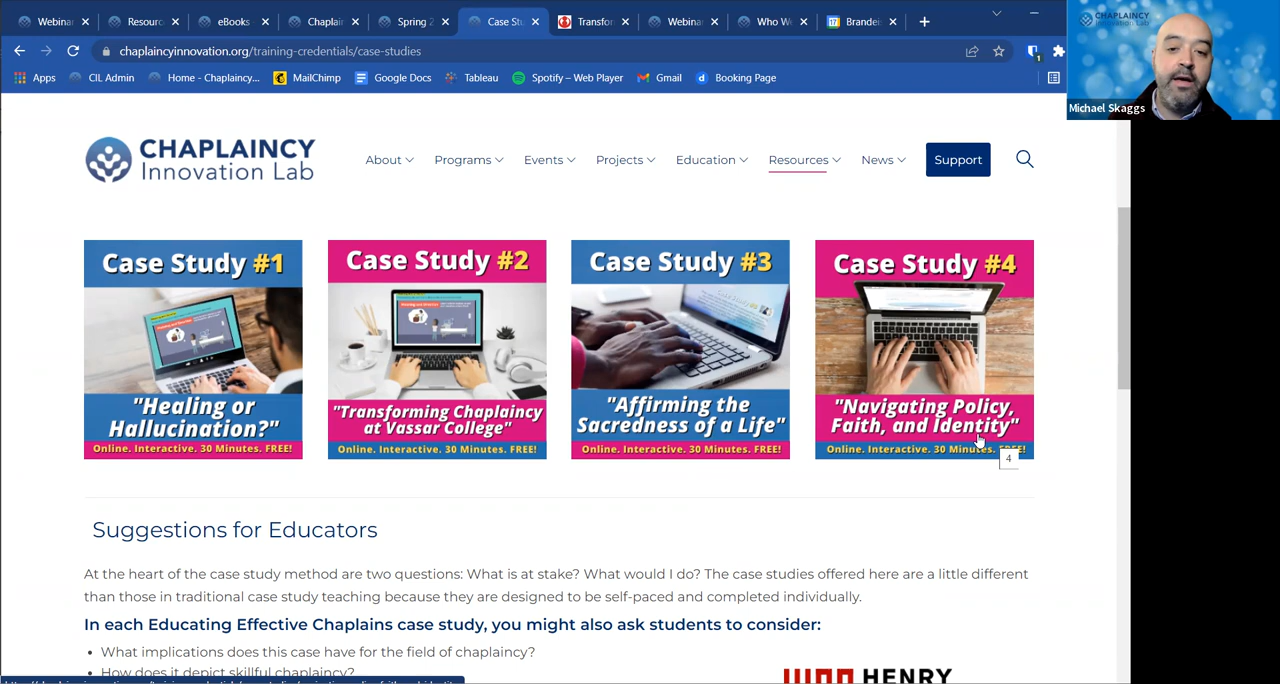 Webinar
Resourc
eBooks
Chaplain
Spring 2
Case Stu
Transfor
Webinar
Who We
Brandeis
chaplaincyinnovation.org/training-credentials/case-studies
Apps
CIL Admin
Home - Chaplaincy...
MailChimp
Google Docs
Tableau
Spotify – Web Player
Gmail
Booking Page
CHAPLAINCY
Innovation Lab
Michael Skaggs
CHAPLAINCY
Innovation Lab
About
Programs
Events
Projects
Education
Resources
News
Support
Case Study #1
"Healing or
Hallucination?"
Online. Interactive. 30 Minutes. FREE!
Case Study #2
"Transforming Chaplaincy
at Vassar College"
Online. Interactive. 30 Minutes. FREE!
Case Study #3
"Affirming the
Sacredness of a Life"
Online. Interactive. 30 Minutes. FREE!
Case Study #4
"Navigating Policy,
Faith, and Identity"
Online. Interactive. 30 Minutes. FREE!
4
Suggestions for Educators
At the heart of the case study method are two questions: What is at stake? What would I do? The case studies offered here are a little different
than those in traditional case study teaching because they are designed to be self-paced and completed individually.
In each Educating Effective Chaplains case study, you might also ask students to consider:
• What implications does this case have for the field of chaplaincy?
• How does it depict skillful chaplaincy?
HENRY